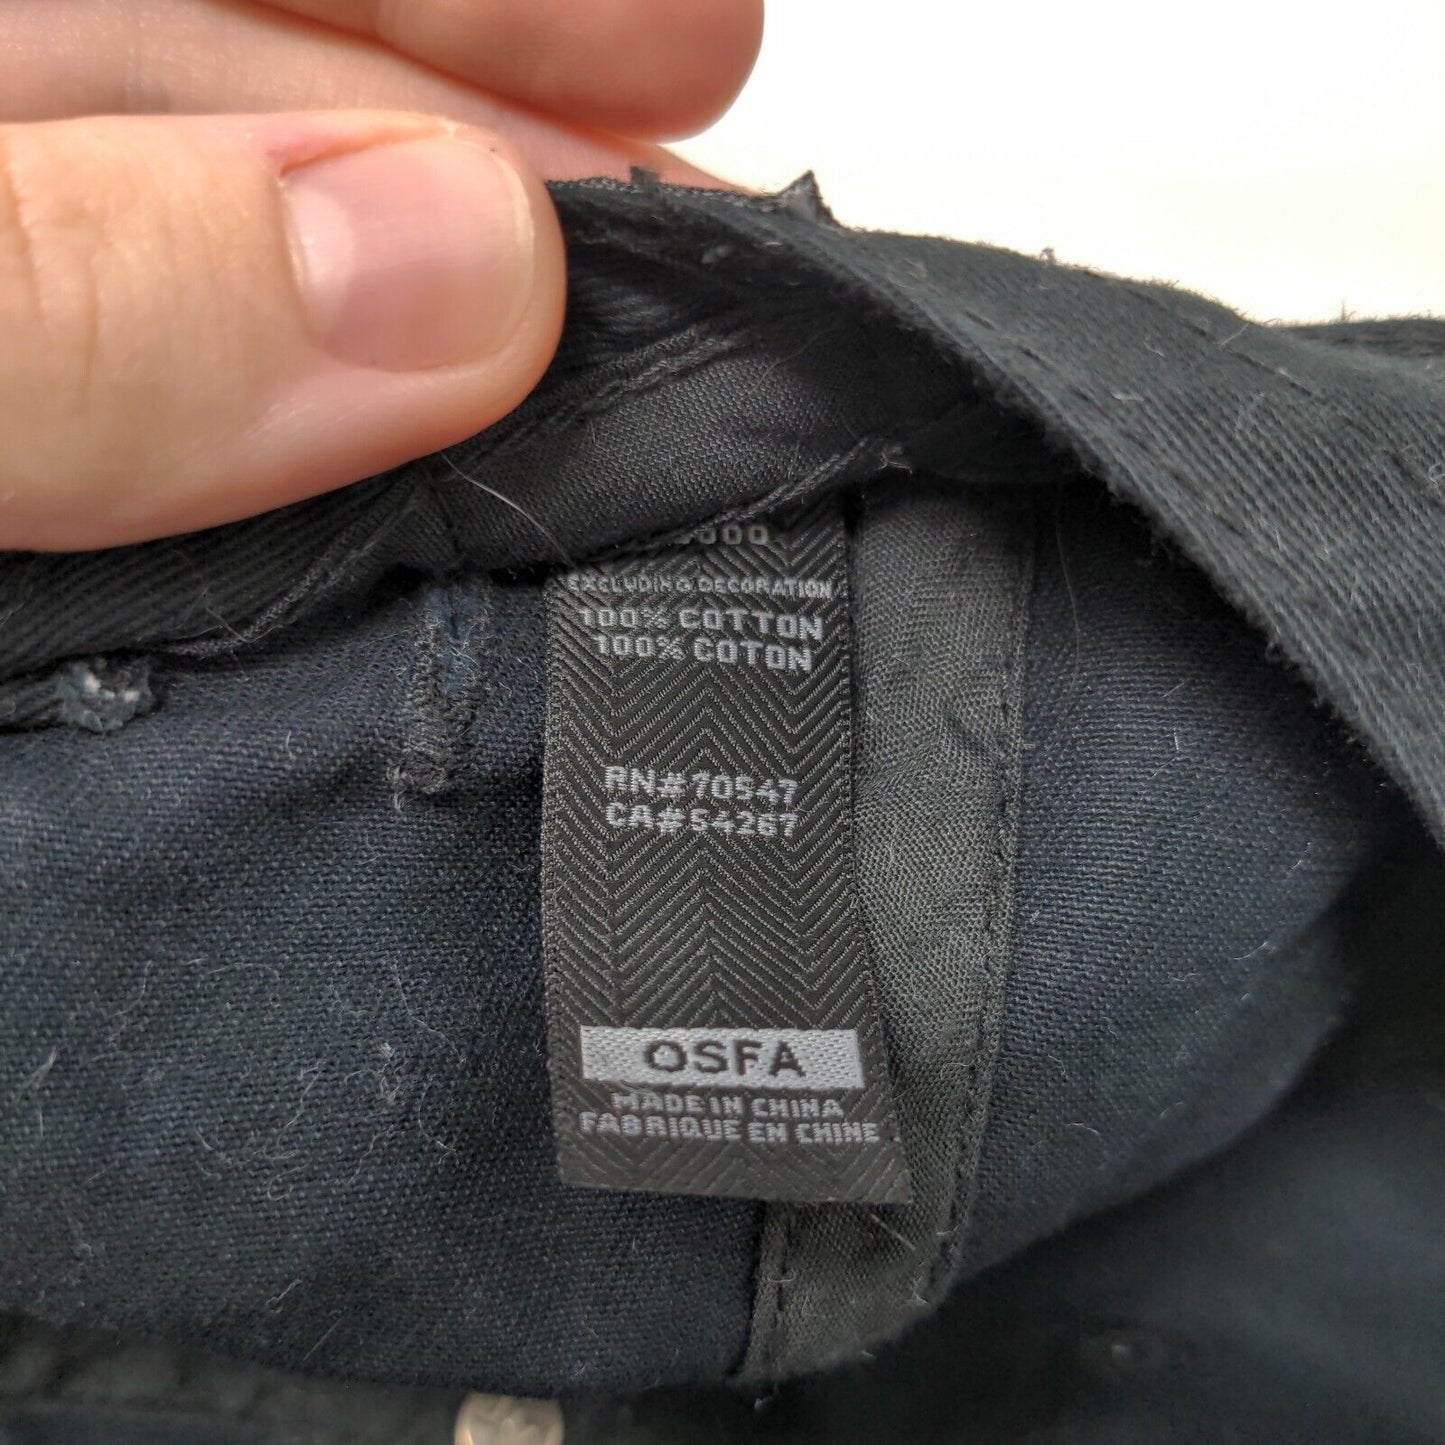 EXCLUDING DECORATION
100% COTTON
100% COTON
RN#70547
CA#54267
OSFA
MADE IN CHINA
FABRIQUE EN CHINE